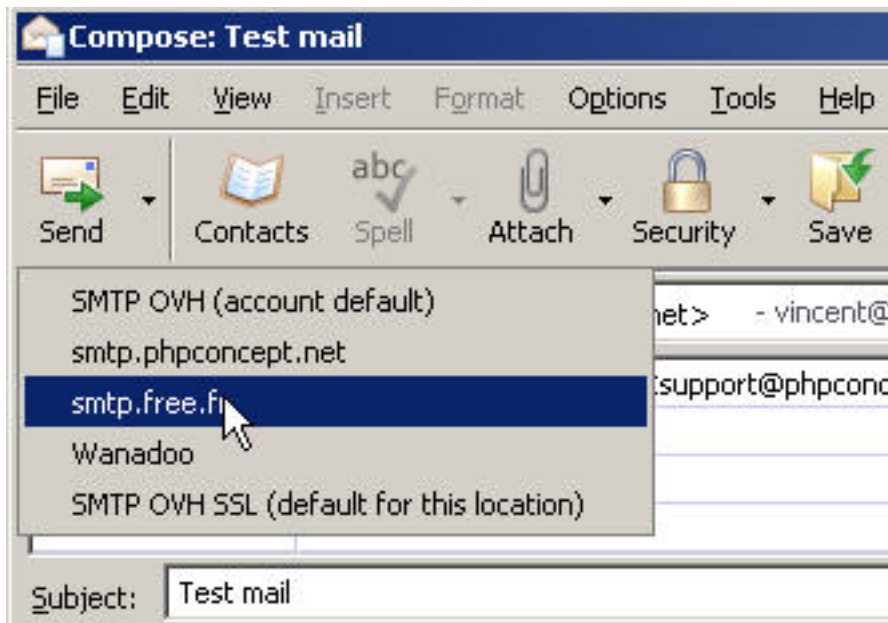 Compose: Test mail
File Edit View Insert Format Options Tools Help
abc
Send Contacts Spell Attach Security Save
SMTP OVH (account default)
net> - vincent@
smtp.phpconcept.net
support@phpconc
smtp.free.fr
Wanadoo
SMTP OVH SSL (default for this location)
Subject: Test mail